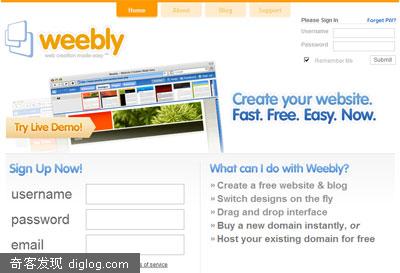 Home About Blog Support
Please Sign In Forget PW?
Username
Password
Remember Me Submit
weebly
web creation made easy ™
Create your website.
Fast. Free. Easy. Now.
Try Live Demo!
Sign Up Now!
username
password
email
of service
What can I do with Weebly?
» Create a free website & blog
» Switch designs on the fly
» Drag and drop interface
» Buy a new domain instantly, or
» Host your existing domain for free
奇客发现 diglog.com